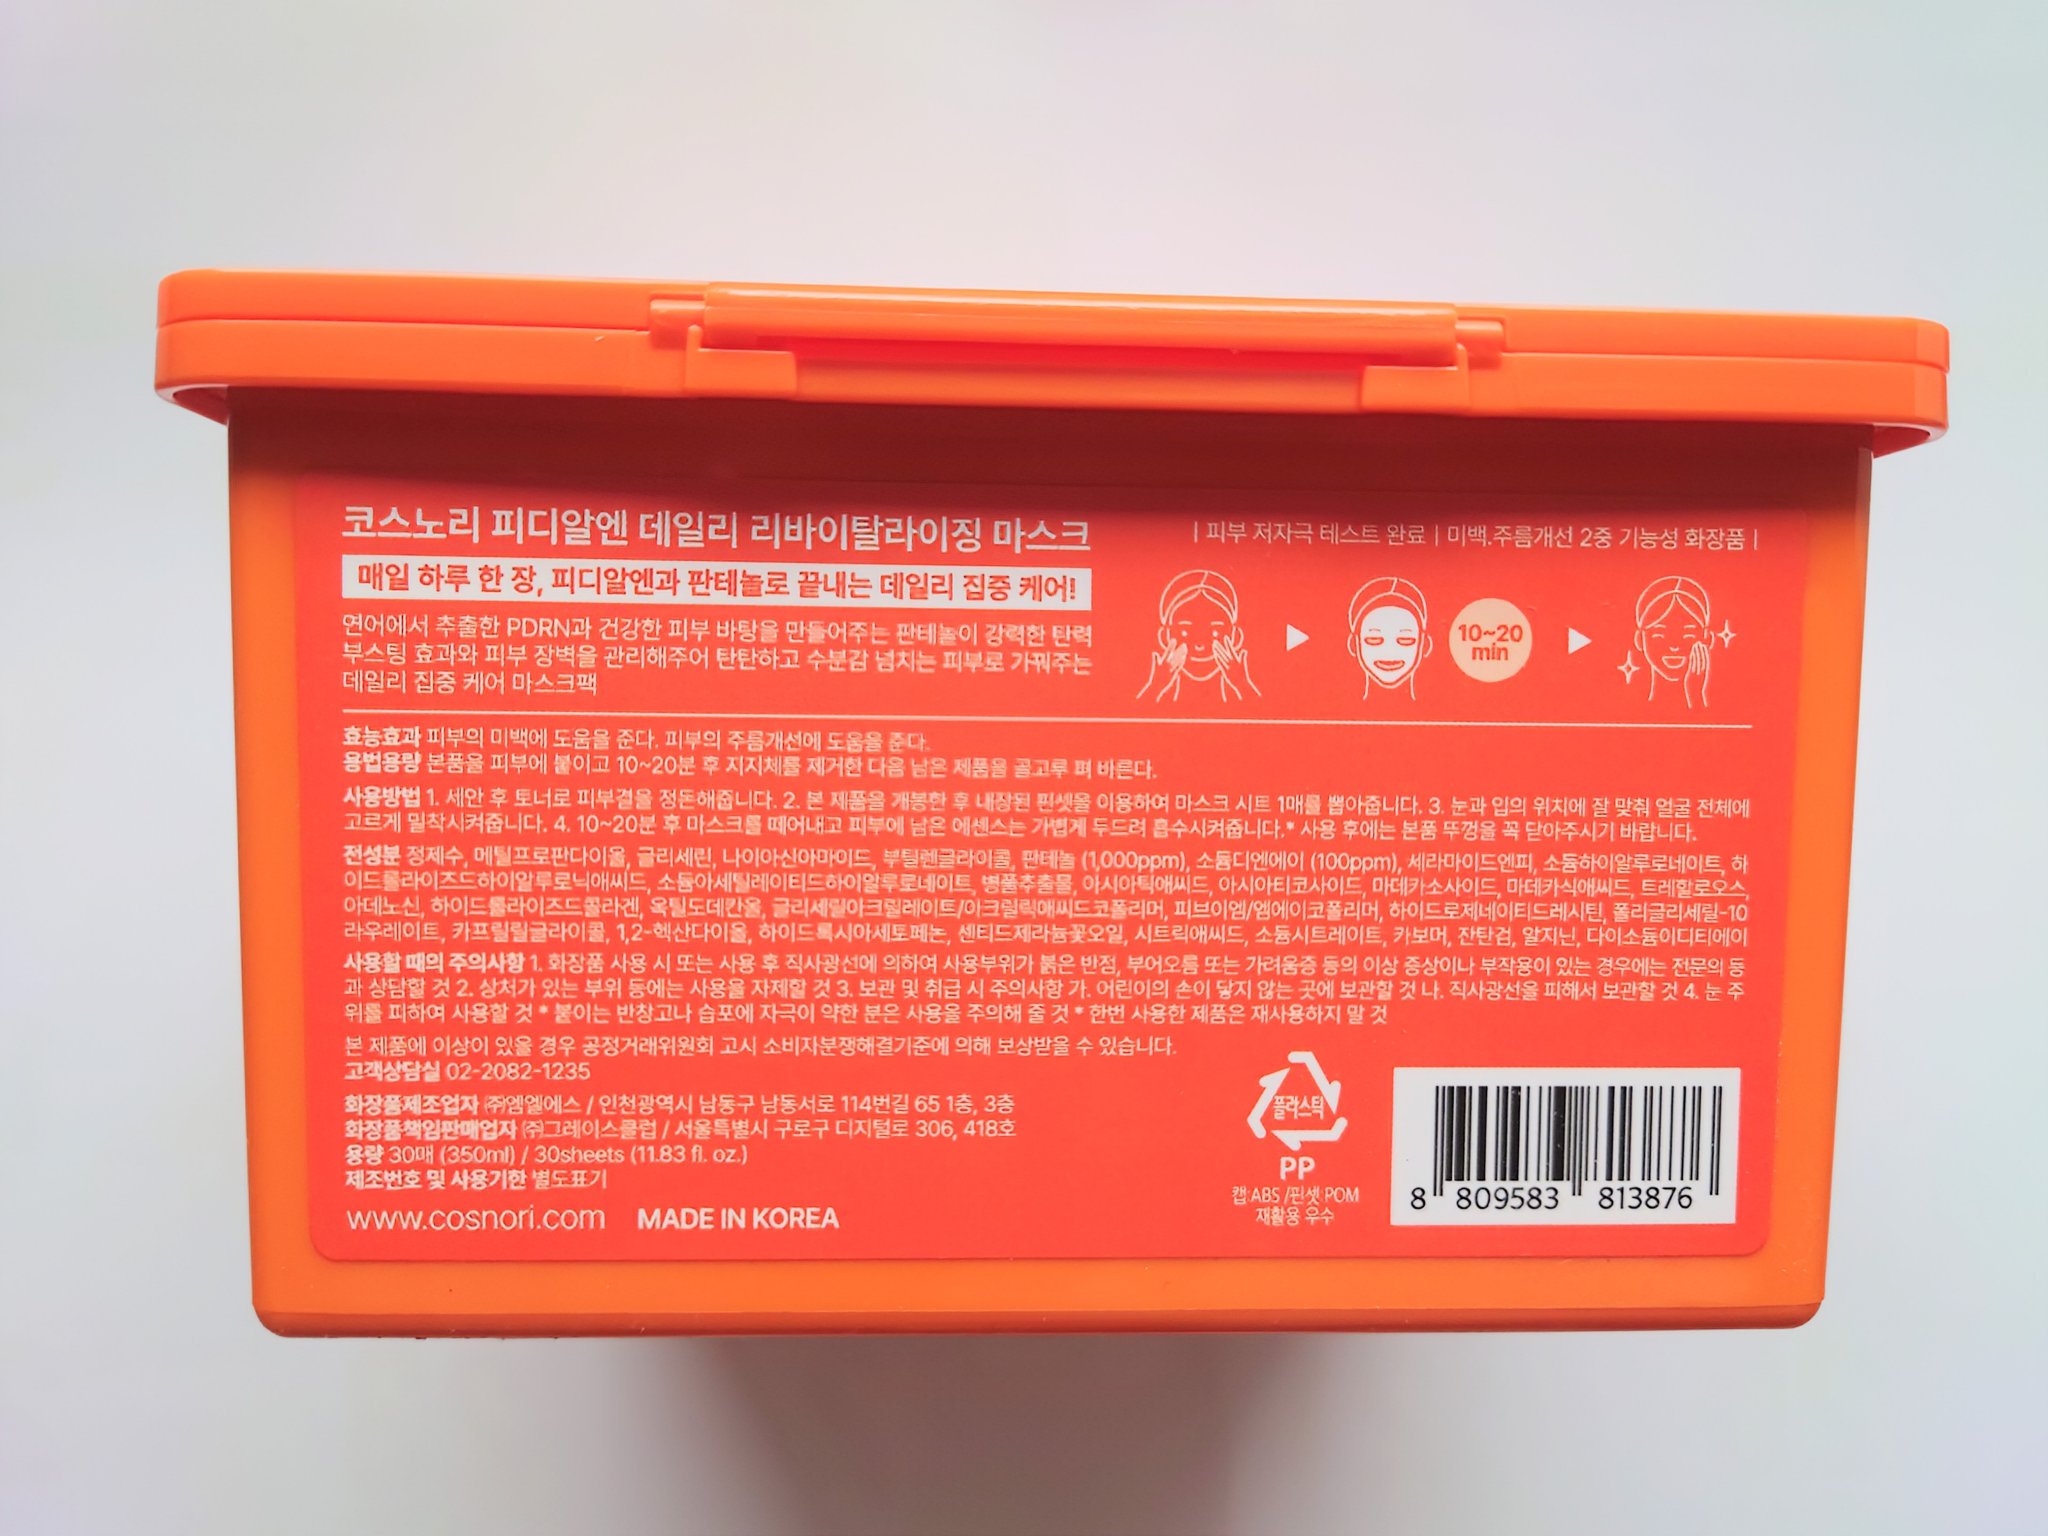 코스노리 피디알엔 데일리 리바이탈라이징 마스크
| 피부 저자극 테스트 완료 | 미백.주름개선 2중 기능성 화장품 |
매일 하루 한 장, 피디알엔과 판테놀로 끝내는 데일리 집중 케어!
연어에서 추출한 PDRN과 건강한 피부 바탕을 만들어주는 판테놀이 강력한 탄력
부스팅 효과와 피부 장벽을 관리해주어 탄탄하고 수분감 넘치는 피부로 가꿔주는
데일리 집중 케어 마스크팩
10~20
min
효능효과 피부의 미백에 도움을 준다. 피부의 주름개선에 도움을 준다.
용법용량 본품을 피부에 붙이고 10~20분 후 지지체를 제거한 다음 남은 제품을 골고루 펴 바른다.
사용방법 1. 세안 후 토너로 피부결을 정돈해줍니다. 2. 본 제품을 개봉한 후 내장된 핀셋을 이용하여 마스크 시트 1매를 뽑아줍니다. 3. 눈과 입의 위치에 잘 맞춰 얼굴 전체에
고르게 밀착시켜줍니다. 4. 10~20분 후 마스크를 떼어내고 피부에 남은 에센스는 가볍게 두드려 흡수시켜줍니다.* 사용 후에는 본품 뚜껑을 꼭 닫아주시기 바랍니다.
전성분 정제수, 메틸프로판다이올, 글리세린, 나이아신아마이드, 부틸렌글라이콜, 판테놀 (1,000ppm), 소듐디엔에이 (100ppm), 세라마이드엔피, 소듐하이알루로네이트, 하
이드롤라이즈드하이알루로닉애씨드, 소듐아세틸레이티드하이알루로네이트, 병풀추출물, 아시아틱애씨드, 아시아티코사이드, 마데카소사이드, 마데카식애씨드, 트레할로오스,
아데노신, 하이드롤라이즈드콜라겐, 옥틸도데칸올, 글리세릴아크릴레이트/아크릴릭애씨드코폴리머, 피브이엠/엠에이코폴리머, 하이드로제네이티드레시틴, 폴리글리세릴-10
라우레이트, 카프릴릴글라이콜, 1,2-헥산다이올, 하이드록시아세토페논, 센티드제라늄꽃오일, 시트릭애씨드, 소듐시트레이트, 카보머, 잔탄검, 알지닌, 다이소듐이디티에이
사용할 때의 주의사항 1. 화장품 사용 시 또는 사용 후 직사광선에 의하여 사용부위가 붉은 반점, 부어오름 또는 가려움증 등의 이상 증상이나 부작용이 있는 경우에는 전문의 등
과 상담할 것 2. 상처가 있는 부위 등에는 사용을 자제할 것 3. 보관 및 취급 시 주의사항 가. 어린이의 손이 닿지 않는 곳에 보관할 것 나. 직사광선을 피해서 보관할 것 4. 눈 주
위를 피하여 사용할 것 * 붙이는 반창고나 습포에 자극이 약한 분은 사용을 주의해 줄 것 * 한번 사용한 제품은 재사용하지 말 것
본 제품에 이상이 있을 경우 공정거래위원회 고시 소비자분쟁해결기준에 의해 보상받을 수 있습니다.
고객상담실 02-2082-1235
화장품제조업자 ㈜엠엘에스 / 인천광역시 남동구 남동서로 114번길 65 1층, 3층
화장품책임판매업자 ㈜그레이스클럽 / 서울특별시 구로구 디지털로 306, 418호
용량 30매 (350ml) / 30sheets (11.83 fl. oz.)
제조번호 및 사용기한 별도표기
www.cosnori.com MADE IN KOREA
플라스틱
PP
캡:ABS /핀셋:POM
재활용 우수
8 809583 813876